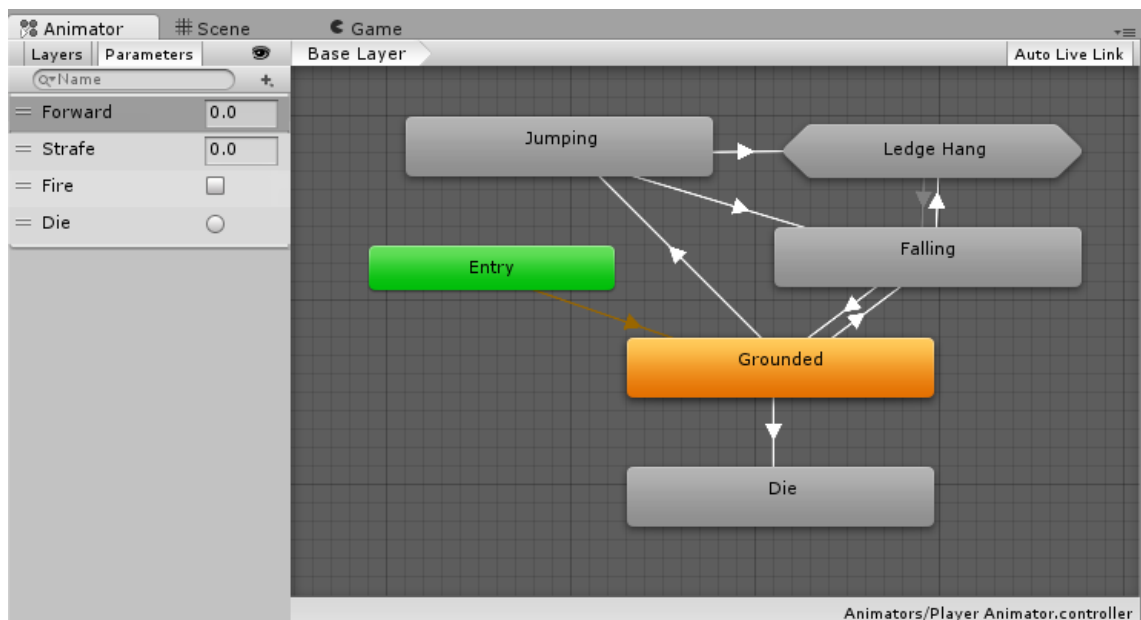 Animator
Scene
Game
Layers
Parameters
Base Layer
Auto Live Link
Name
Forward 0.0
Strafe 0.0
Fire
Die
Jumping
Ledge Hang
Falling
Entry
Grounded
Die
Animators/Player Animator.controller